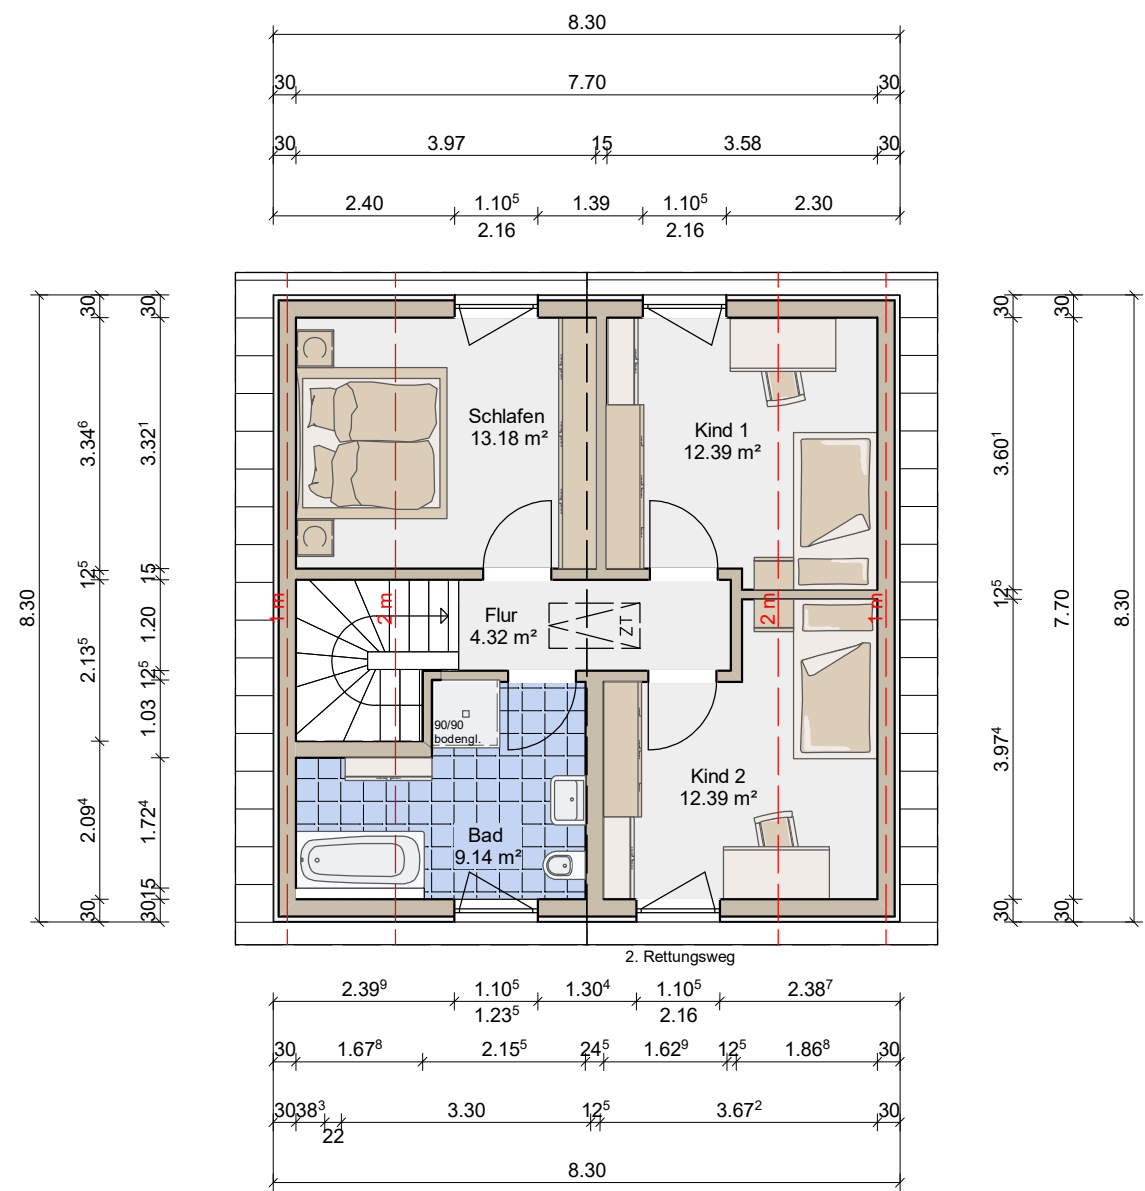 8.30
30 7.70 30
30 3.97 15 3.58 30
2.40 1.10⁵ 1.39 1.10⁵ 2.30
2.16 2.16
8.30
30 3.34⁶ 12⁵ 2.13⁵ 2.09⁴ 30
30 3.32¹ 15 1.20 12⁵ 1.03 1.72⁴ 15 30
Schlafen
13.18 m²
Kind 1
12.39 m²
1 m
2 m
Flur
4.32 m²
ZT
2 m
1 m
90/90
bodengl.
Bad
9.14 m²
Kind 2
12.39 m²
30 3.60¹ 12⁵ 3.97⁴ 30
30 7.70 30
8.30
2. Rettungsweg
2.39⁹ 1.10⁵ 1.30⁴ 1.10⁵ 2.38⁷
1.23⁵ 2.16
30 1.67⁸ 2.15⁵ 24⁵ 1.62⁹ 12⁵ 1.86⁸ 30
30 38³ 3.30 12⁵ 3.67² 30
22
8.30